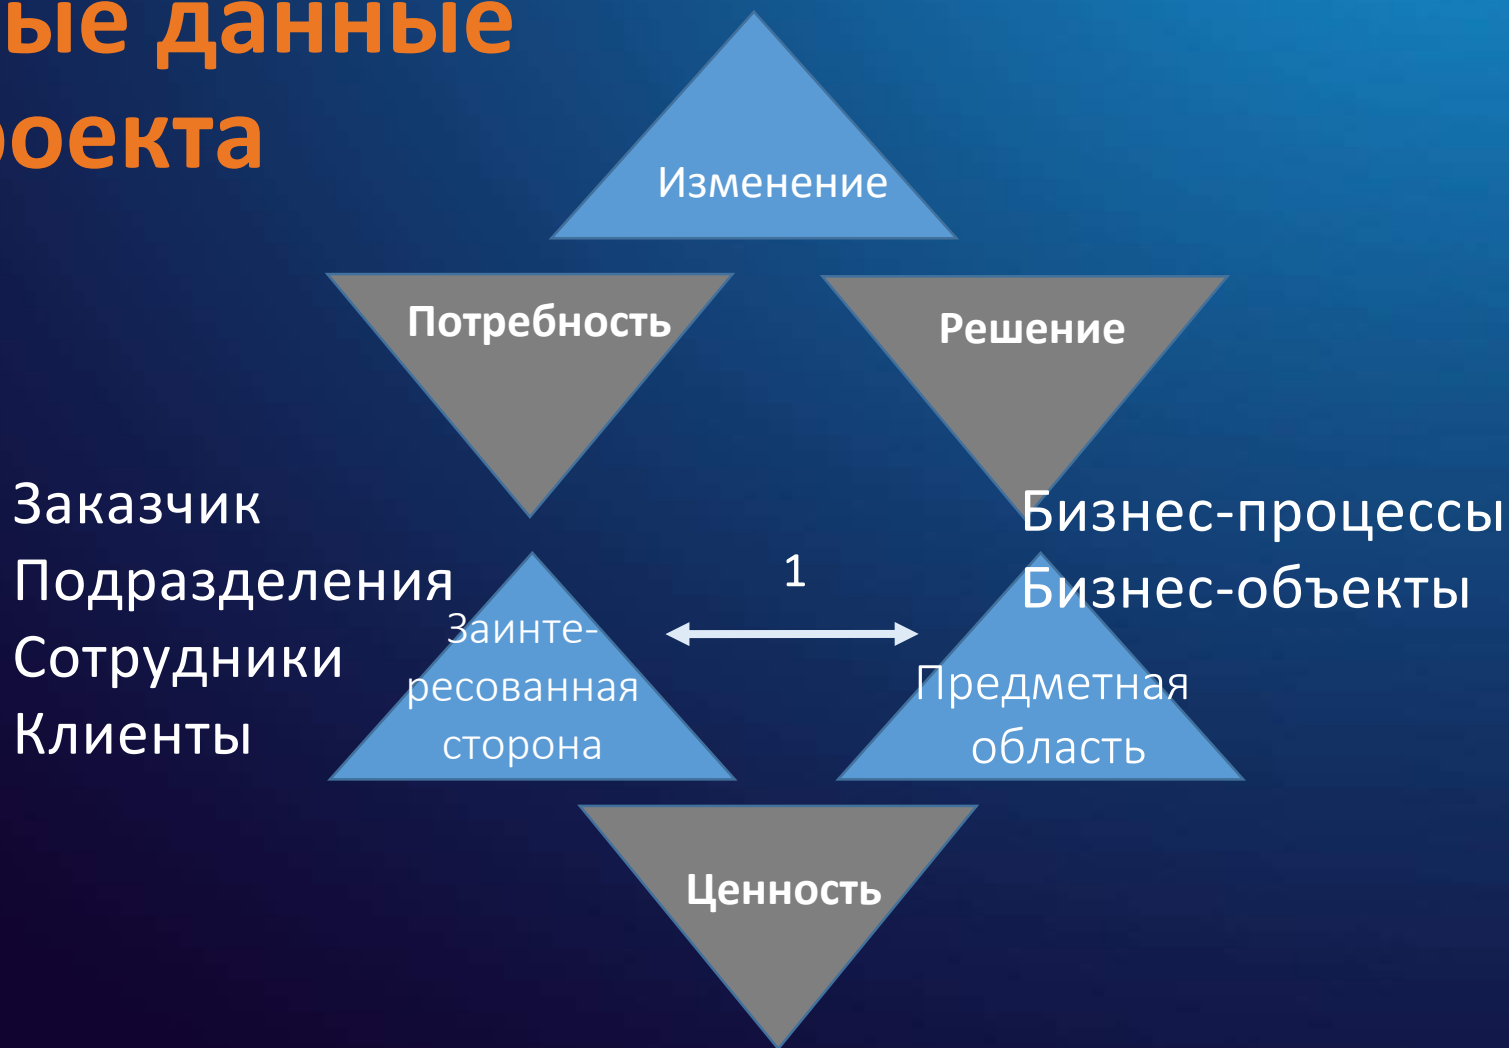 ые данные
роекта
Изменение
Потребность
Решение
Заказчик
Подразделения
Сотрудники
Клиенты
Заинте-
ресованная
сторона
1
Бизнес-процессы
Бизнес-объекты
Предметная
область
Ценность